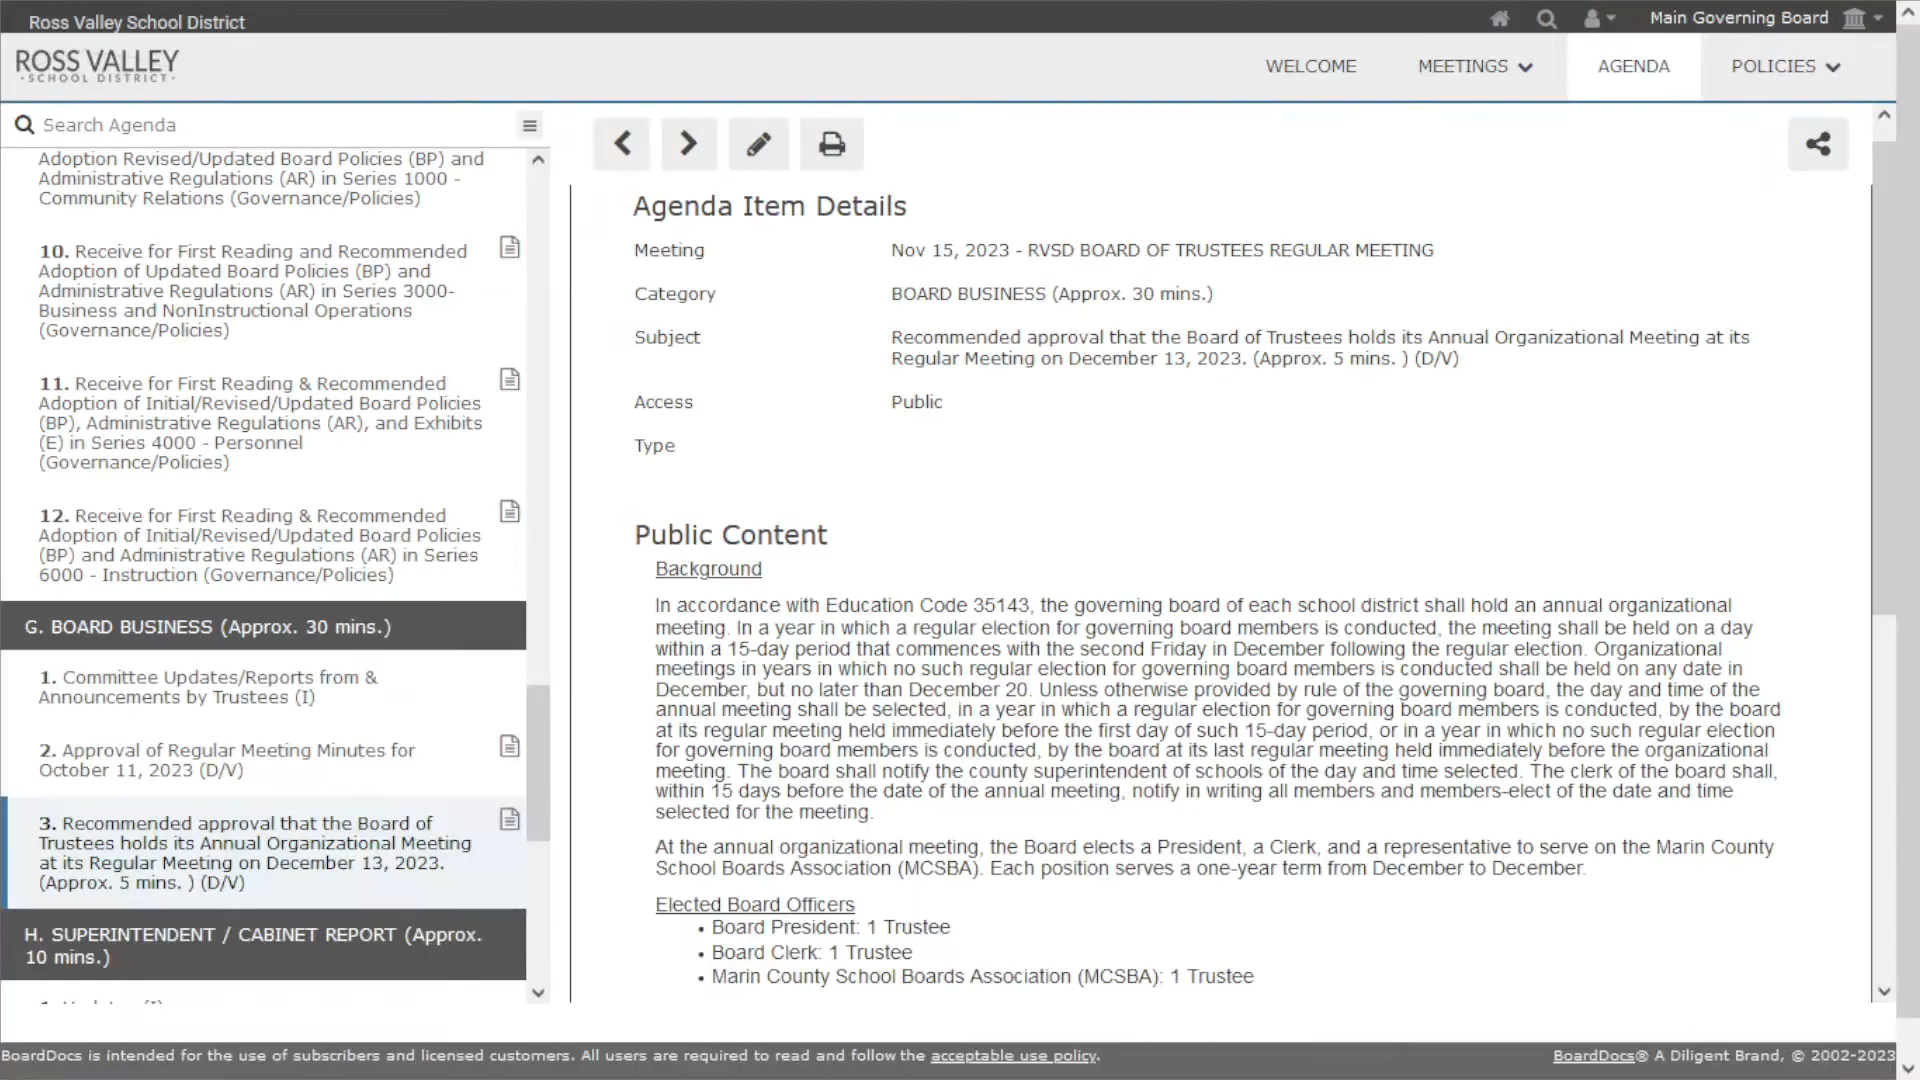 Ross Valley School District
Main Governing Board
ROSS VALLEY
·SCHOOL DISTRICT·
WELCOME
MEETINGS
AGENDA
POLICIES
Search Agenda
Adoption Revised/Updated Board Policies (BP) and
Administrative Regulations (AR) in Series 1000 -
Community Relations (Governance/Policies)
10. Receive for First Reading and Recommended
Adoption of Updated Board Policies (BP) and
Administrative Regulations (AR) in Series 3000-
Business and NonInstructional Operations
(Governance/Policies)
11. Receive for First Reading & Recommended
Adoption of Initial/Revised/Updated Board Policies
(BP), Administrative Regulations (AR), and Exhibits
(E) in Series 4000 - Personnel
(Governance/Policies)
12. Receive for First Reading & Recommended
Adoption of Initial/Revised/Updated Board Policies
(BP) and Administrative Regulations (AR) in Series
6000 - Instruction (Governance/Policies)
G. BOARD BUSINESS (Approx. 30 mins.)
1. Committee Updates/Reports from &
Announcements by Trustees (I)
2. Approval of Regular Meeting Minutes for
October 11, 2023 (D/V)
3. Recommended approval that the Board of
Trustees holds its Annual Organizational Meeting
at its Regular Meeting on December 13, 2023.
(Approx. 5 mins. ) (D/V)
H. SUPERINTENDENT / CABINET REPORT (Approx.
10 mins.)
Agenda Item Details
Meeting
Nov 15, 2023 - RVSD BOARD OF TRUSTEES REGULAR MEETING
Category
BOARD BUSINESS (Approx. 30 mins.)
Subject
Recommended approval that the Board of Trustees holds its Annual Organizational Meeting at its
Regular Meeting on December 13, 2023. (Approx. 5 mins. ) (D/V)
Access
Public
Type
Public Content
Background
In accordance with Education Code 35143, the governing board of each school district shall hold an annual organizational
meeting. In a year in which a regular election for governing board members is conducted, the meeting shall be held on a day
within a 15-day period that commences with the second Friday in December following the regular election. Organizational
meetings in years in which no such regular election for governing board members is conducted shall be held on any date in
December, but no later than December 20. Unless otherwise provided by rule of the governing board, the day and time of the
annual meeting shall be selected, in a year in which a regular election for governing board members is conducted, by the board
at its regular meeting held immediately before the first day of such 15-day period, or in a year in which no such regular election
for governing board members is conducted, by the board at its last regular meeting held immediately before the organizational
meeting. The board shall notify the county superintendent of schools of the day and time selected. The clerk of the board shall,
within 15 days before the date of the annual meeting, notify in writing all members and members-elect of the date and time
selected for the meeting.
At the annual organizational meeting, the Board elects a President, a Clerk, and a representative to serve on the Marin County
School Boards Association (MCSBA). Each position serves a one-year term from December to December.
Elected Board Officers
• Board President: 1 Trustee
• Board Clerk: 1 Trustee
• Marin County School Boards Association (MCSBA): 1 Trustee
BoardDocs is intended for the use of subscribers and licensed customers. All users are required to read and follow the acceptable use policy.
BoardDocs® A Diligent Brand, © 2002-2023